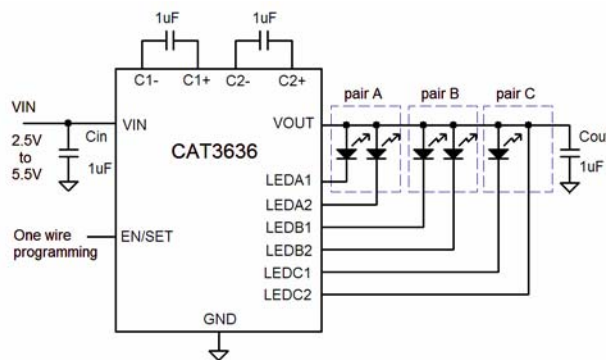 1uF
1uF
C1-
C1+
C2-
C2+
pair A
pair B
pair C
VIN
Cin
VIN
VOUT
Cou
2.5V
to
5.5V
1uF
CAT3636
1uF
LEDA1
LEDA2
One wire
programming
EN/SET
LEDB1
LEDB2
LEDC1
LEDC2
GND